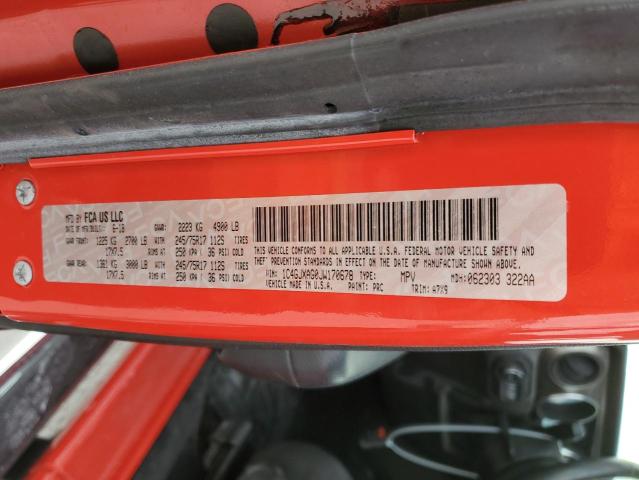 MFD BY FCA US LLC
DATE OF MFR/BUILT: 6-18 GVWR: 2223 KG 4900 LB
GAWR FRONT: 1225 KG 2700 LB WITH 245/75R17 112S TIRES
17X7.5 RIMS AT 250 KPA / 36 PSI COLD
GAWR REAR: 1361 KG 3000 LB WITH 245/75R17 112S TIRES
17X7.5 RIMS AT 250 KPA / 36 PSI COLD
THIS VEHICLE CONFORMS TO ALL APPLICABLE U.S.A. FEDERAL MOTOR VEHICLE SAFETY AND
THEFT PREVENTION STANDARDS IN EFFECT ON THE DATE OF MANUFACTURE SHOWN ABOVE.
VIN: 1C4GJXAG0JW170678 TYPE: MPV MDH: 062303 322AA
VEHICLE MADE IN U.S.A. PAINT: PRC TRIM: A7X9